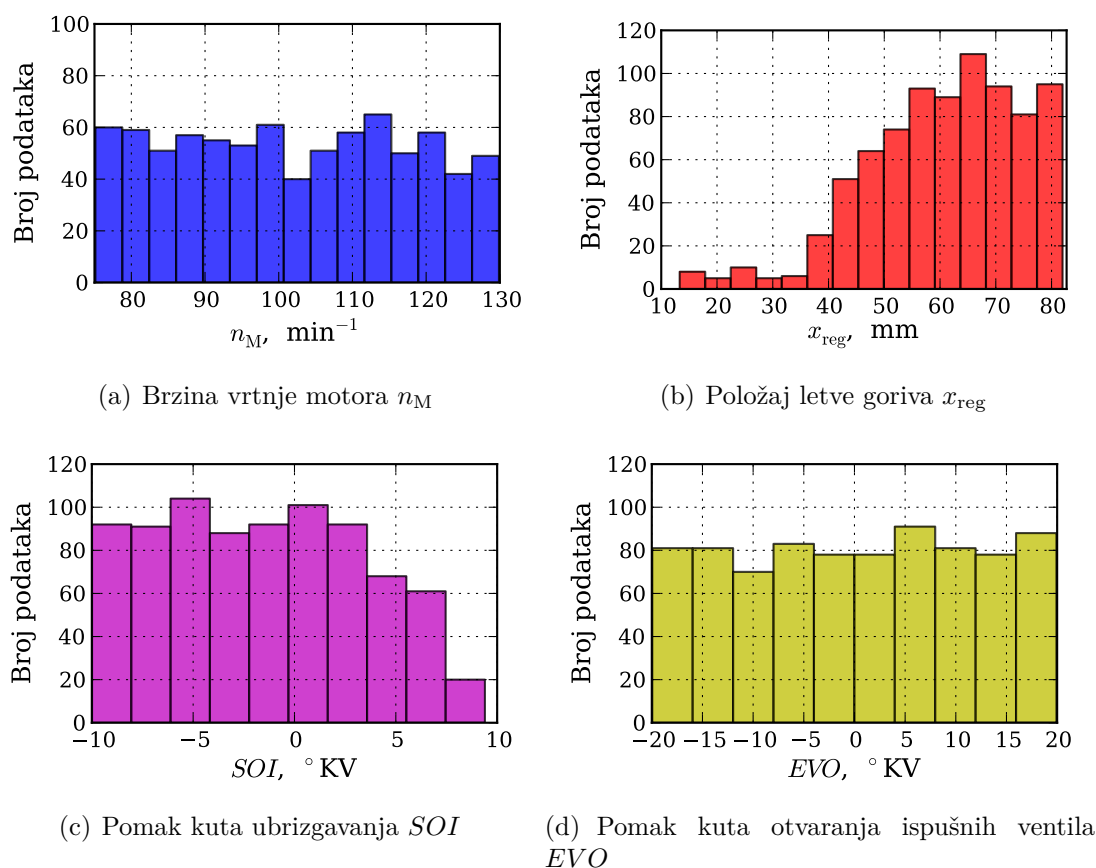 100
80
60
40
20
0
Broj podataka
80 90 100 110 120 130
n_M, min⁻¹
(a) Brzina vrtnje motora n_M
120
100
80
60
40
20
0
Broj podataka
10 20 30 40 50 60 70 80
x_reg, mm
(b) Položaj letve goriva x_reg
120
100
80
60
40
20
0
Broj podataka
−10 −5 0 5 10
SOI, °KV
(c) Pomak kuta ubrizgavanja SOI
120
100
80
60
40
20
0
Broj podataka
−20 −15 −10 −5 0 5 10 15 20
EVO, °KV
(d) Pomak kuta otvaranja ispušnih ventila
EVO